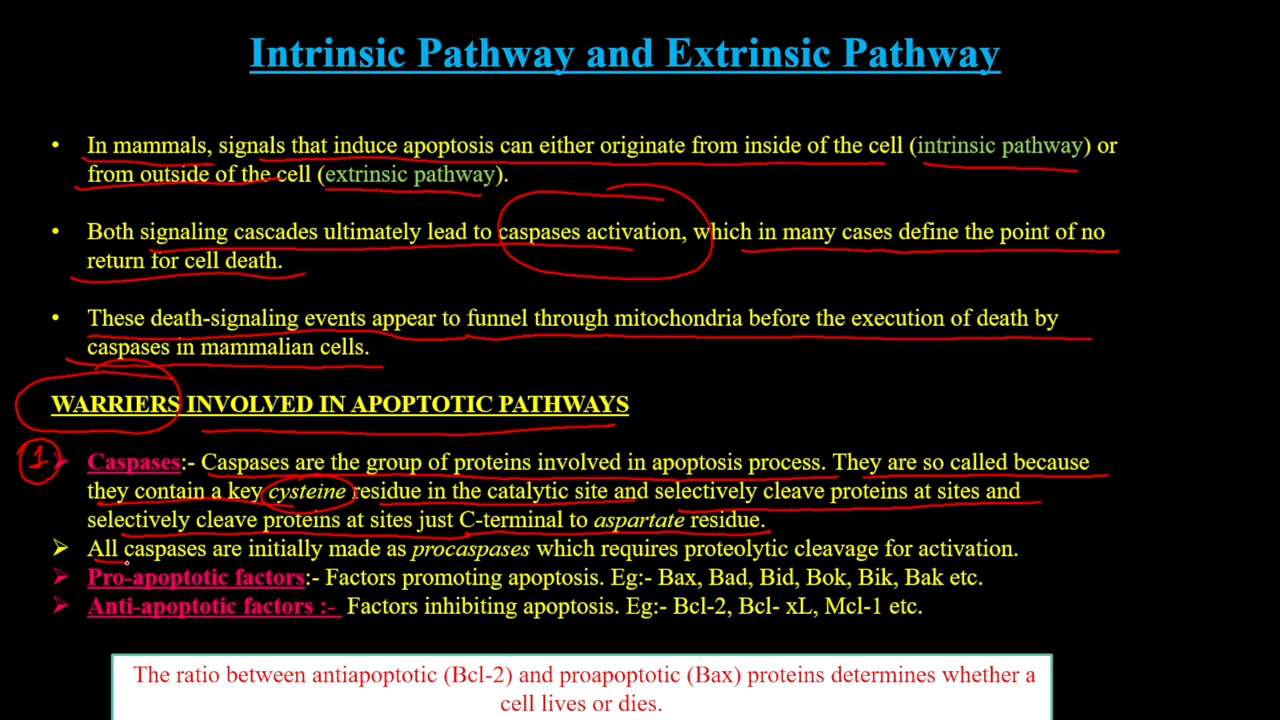 Intrinsic Pathway and Extrinsic Pathway
• In mammals, signals that induce apoptosis can either originate from inside of the cell (intrinsic pathway) or
from outside of the cell (extrinsic pathway).
• Both signaling cascades ultimately lead to caspases activation, which in many cases define the point of no
return for cell death.
• These death-signaling events appear to funnel through mitochondria before the execution of death by
caspases in mammalian cells.
WARRIERS INVOLVED IN APOPTOTIC PATHWAYS
1 ➢ Caspases:- Caspases are the group of proteins involved in apoptosis process. They are so called because
they contain a key cysteine residue in the catalytic site and selectively cleave proteins at sites and
selectively cleave proteins at sites just C-terminal to aspartate residue.
➢ All caspases are initially made as procaspases which requires proteolytic cleavage for activation.
➢ Pro-apoptotic factors:- Factors promoting apoptosis. Eg:- Bax, Bad, Bid, Bok, Bik, Bak etc.
➢ Anti-apoptotic factors :- Factors inhibiting apoptosis. Eg:- Bcl-2, Bcl- xL, Mcl-1 etc.
The ratio between antiapoptotic (Bcl-2) and proapoptotic (Bax) proteins determines whether a
cell lives or dies.